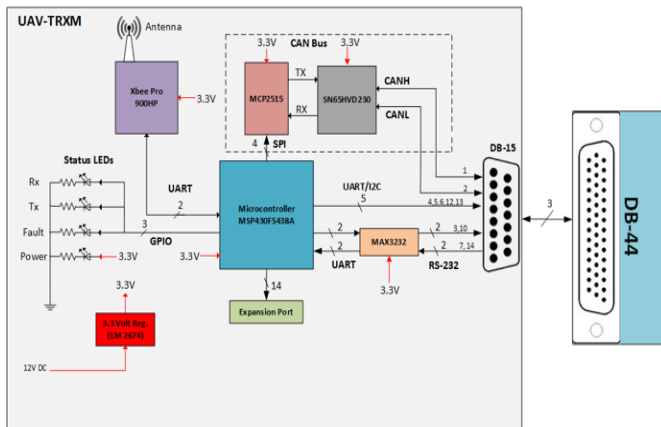 UAV-TRXM
Antenna
Xbee Pro
900HP
3.3V
CAN Bus
3.3V
3.3V
MCP2515
TX
RX
SN65HVD230
CANH
CANL
4
SPI
DB-15
Status LEDs
Rx
Tx
Fault
Power
3.3V
UART
2
3
GPIO
3.3V
Microcontroller
MSP430F5438A
UART/I2C
5
1
2
4,5,6,12,13
3,10
7,14
2
2
UART
MAX3232
3.3V
2
2
RS-232
14
Expansion Port
3.3V
3.3 Volt Reg.
(LM 2674)
12V DC
3
DB-44